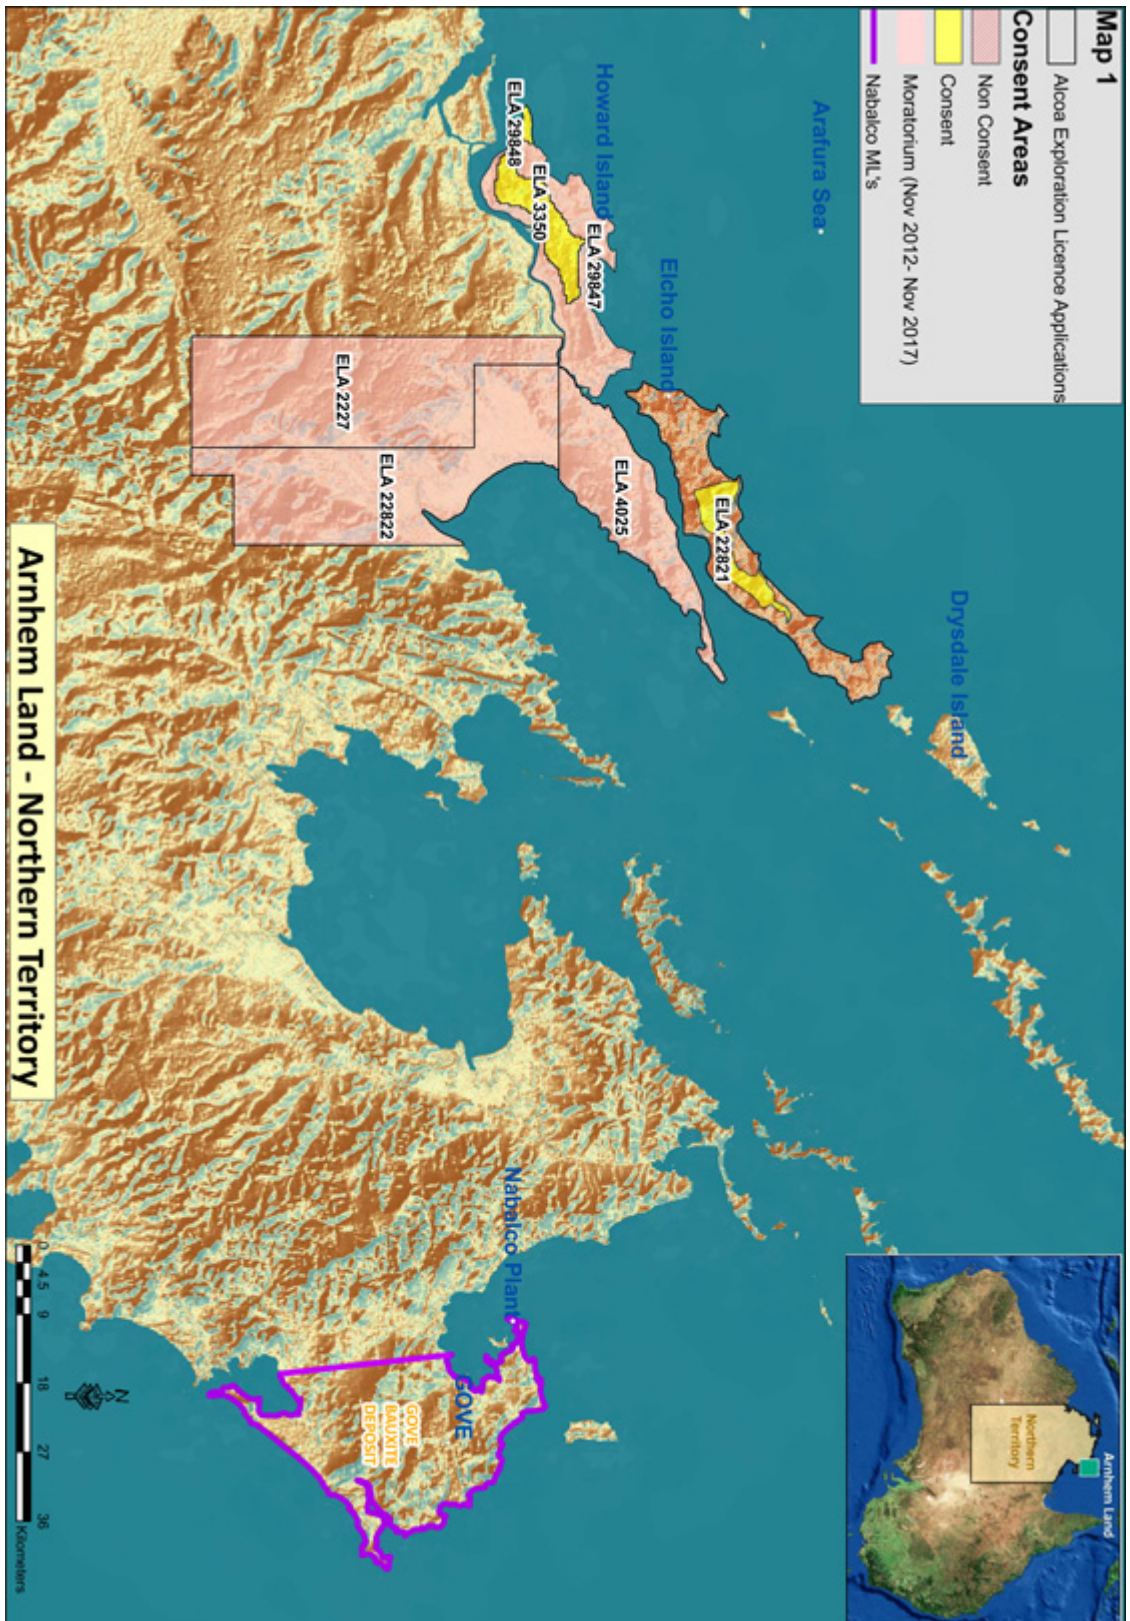 Map 1
Alcoa Exploration Licence Applications
Consent Areas
Non Consent
Consent
Moratorium (Nov 2012- Nov 2017)
Nabalco ML's
Arafura Sea
Drysdale Island
Elcho Island
Howard Island
ELA 22821
ELA 4025
ELA 29847
ELA 3350
ELA 29848
ELA 2227
ELA 22822
Nabalco Plant
GOVE
GOVE
BAUXITE
DEPOSIT
Arnhem Land
Northern
Territory
N
0 4.5 9 18 27 36
Kilometers
Arnhem Land - Northern Territory